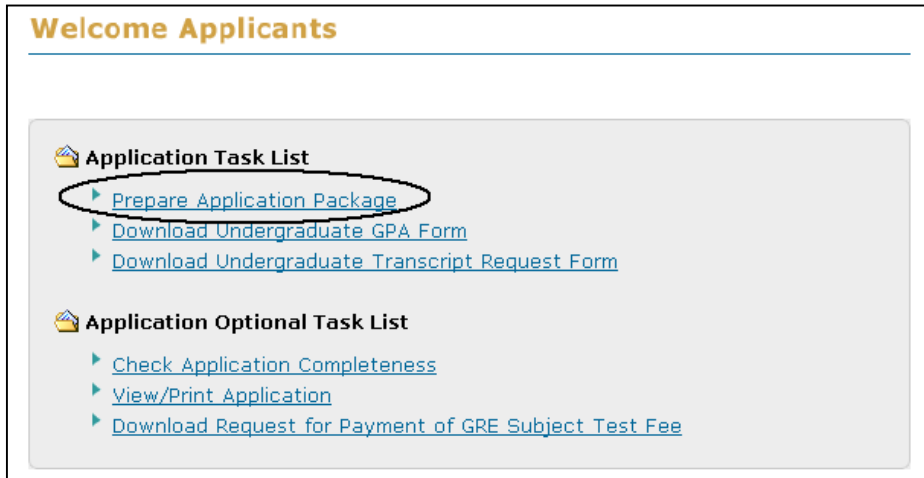 Welcome Applicants
Application Task List
Prepare Application Package
Download Undergraduate GPA Form
Download Undergraduate Transcript Request Form
Application Optional Task List
Check Application Completeness
View/Print Application
Download Request for Payment of GRE Subject Test Fee